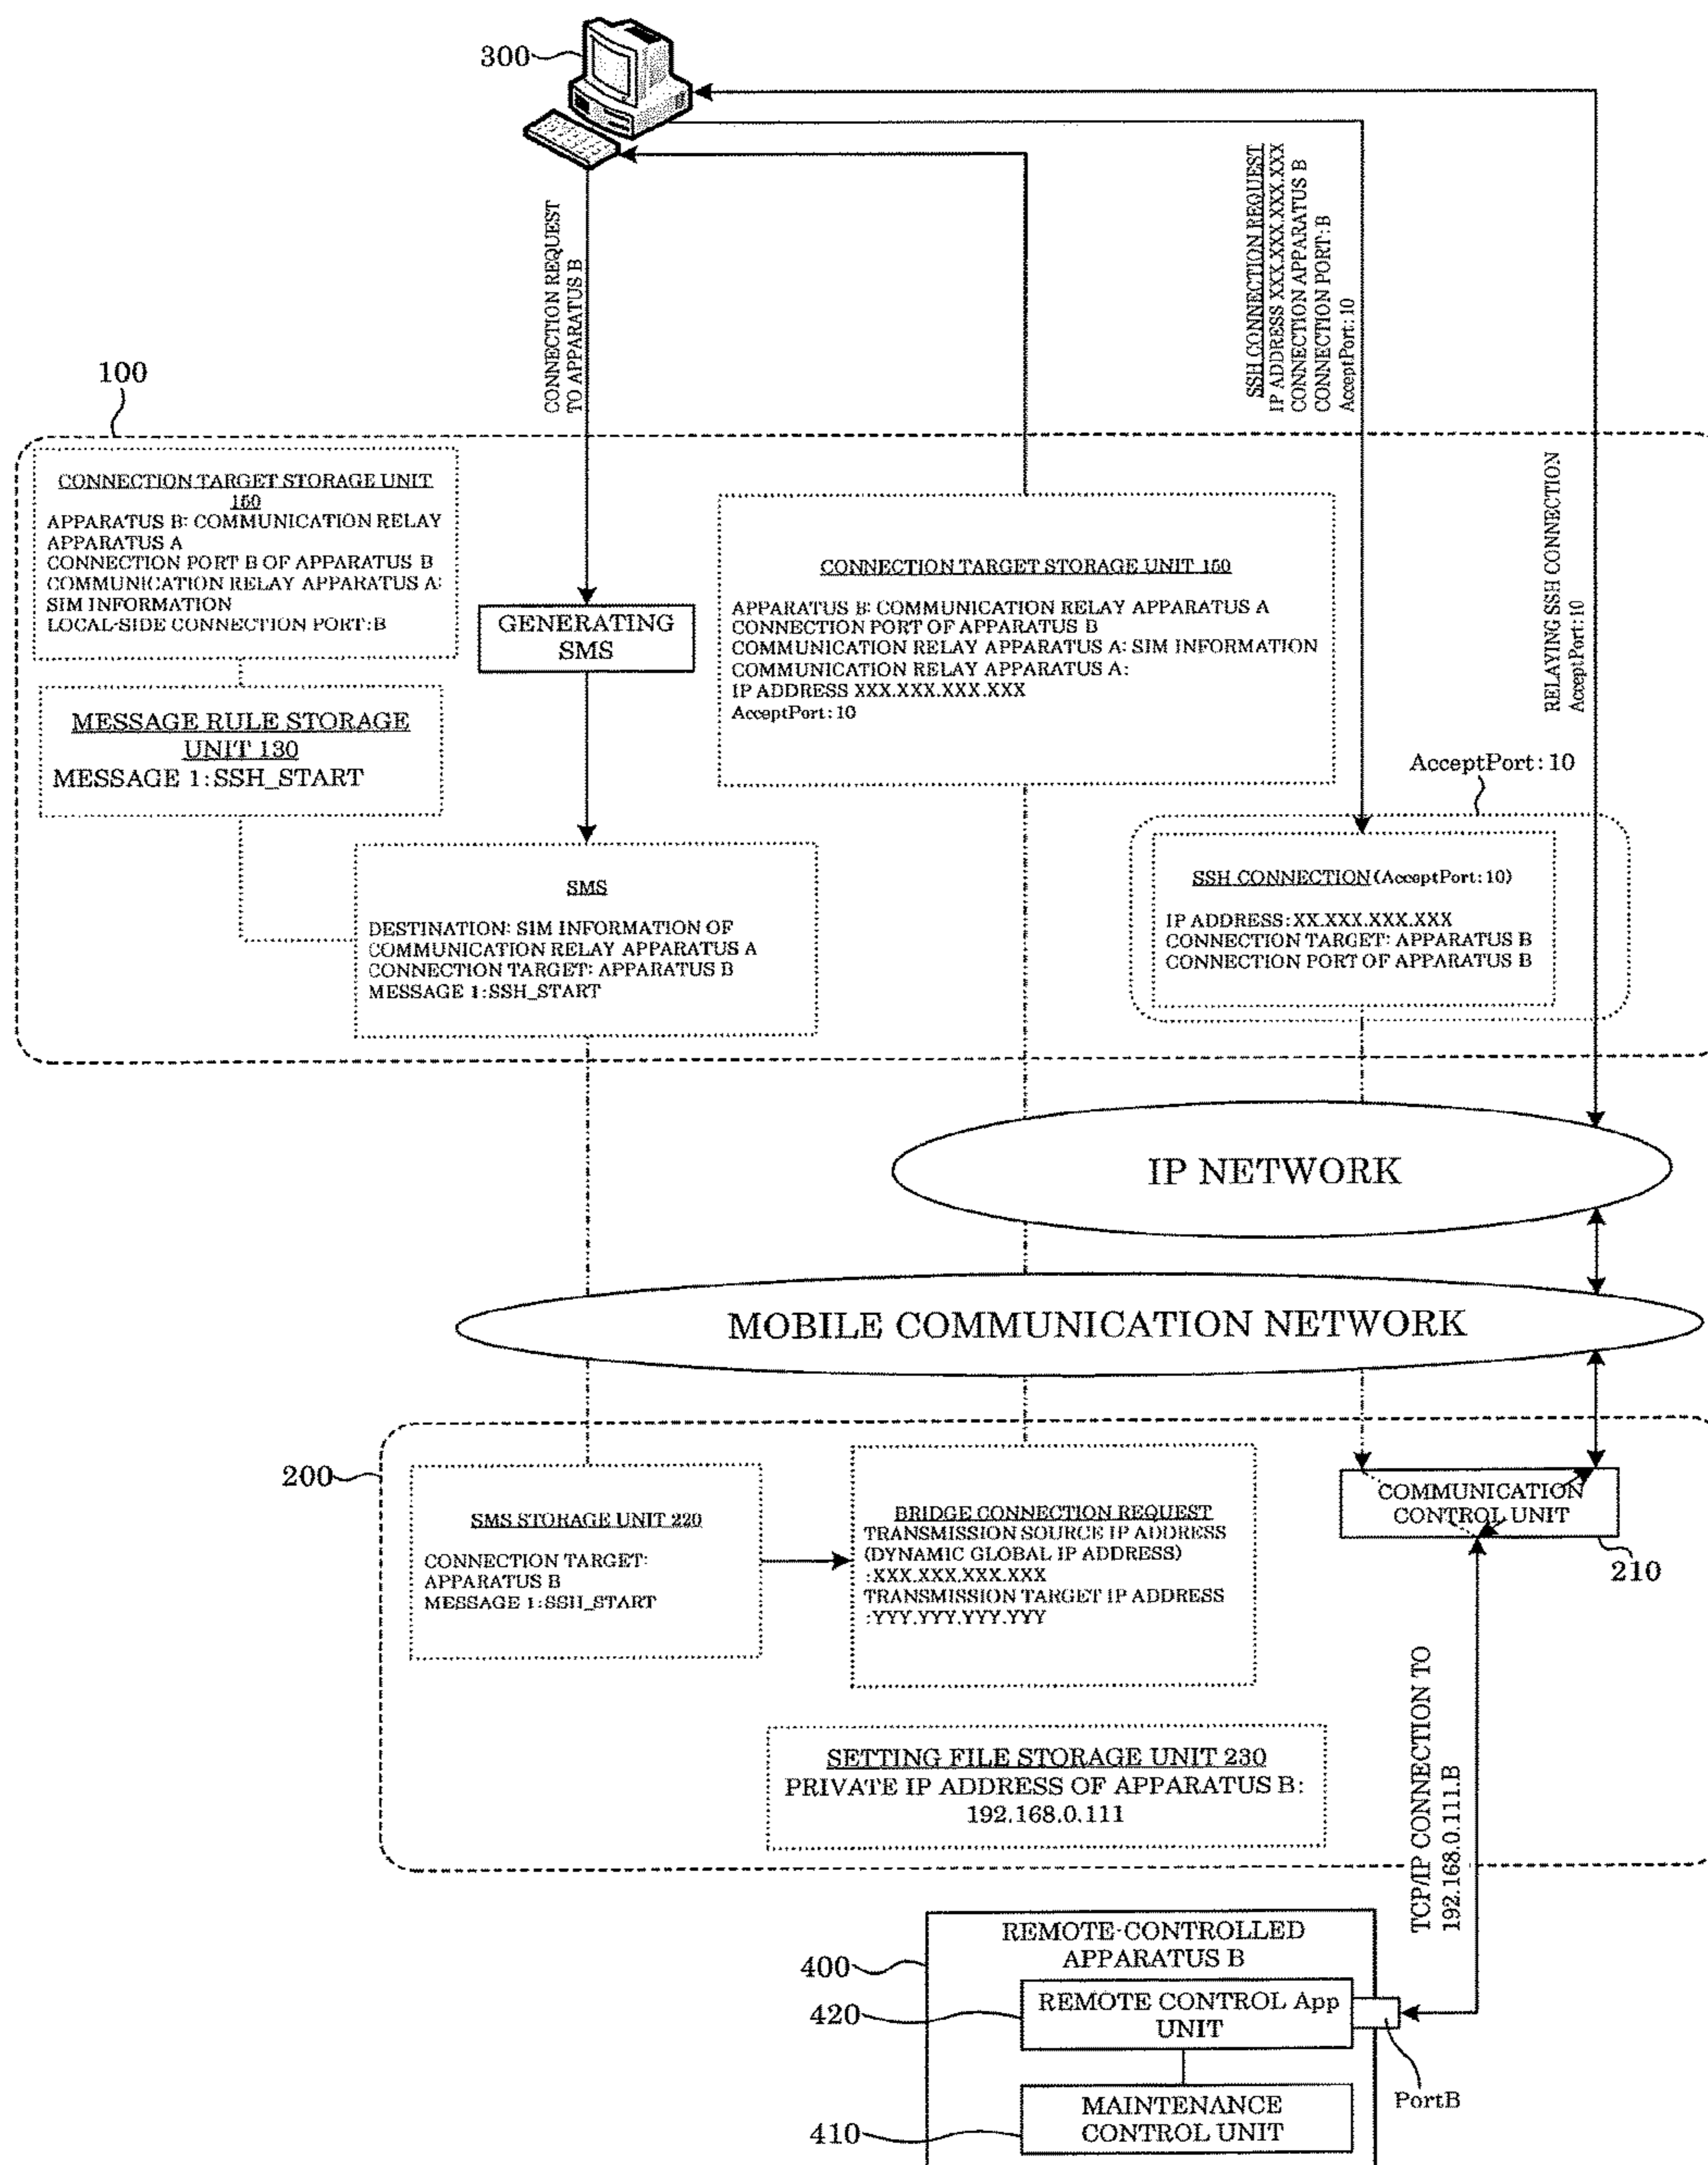 300
CONNECTION REQUEST
TO APPARATUS B
SSH CONNECTION REQUEST
IP ADDRESS XXX.XXX.XXX.XXX
CONNECTION APPARATUS B
CONNECTION PORT:B
AcceptPort:10
RELAYING SSH CONNECTION
AcceptPort:10
100
CONNECTION TARGET STORAGE UNIT
150
APPARATUS B: COMMUNICATION RELAY
APPARATUS A
CONNECTION PORT B OF APPARATUS B
COMMUNICATION RELAY APPARATUS A:
SIM INFORMATION
LOCAL-SIDE CONNECTION PORT:B
MESSAGE RULE STORAGE
UNIT 130
MESSAGE 1:SSH_START
GENERATING
SMS
CONNECTION TARGET STORAGE UNIT 150
APPARATUS B: COMMUNICATION RELAY APPARATUS A
CONNECTION PORT OF APPARATUS B
COMMUNICATION RELAY APPARATUS A: SIM INFORMATION
COMMUNICATION RELAY APPARATUS A:
IP ADDRESS XXX.XXX.XXX.XXX
AcceptPort:10
AcceptPort:10
SMS
DESTINATION: SIM INFORMATION OF
COMMUNICATION RELAY APPARATUS A
CONNECTION TARGET: APPARATUS B
MESSAGE 1:SSH_START
SSH CONNECTION(AcceptPort:10)
IP ADDRESS:XX.XXX.XXX.XXX
CONNECTION TARGET: APPARATUS B
CONNECTION PORT OF APPARATUS B
IP NETWORK
MOBILE COMMUNICATION NETWORK
200
SMS STORAGE UNIT 220
CONNECTION TARGET:
APPARATUS B
MESSAGE 1:SSH_START
BRIDGE CONNECTION REQUEST
TRANSMISSION SOURCE IP ADDRESS
(DYNAMIC GLOBAL IP ADDRESS)
:XXX.XXX.XXX.XXX
TRANSMISSION TARGET IP ADDRESS
:YYY.YYY.YYY.YYY
COMMUNICATION
CONTROL UNIT
210
SETTING FILE STORAGE UNIT 230
PRIVATE IP ADDRESS OF APPARATUS B:
192.168.0.111
TCP/IP CONNECTION TO
192.168.0.111.B
REMOTE-CONTROLLED
APPARATUS B
400
REMOTE CONTROL App
UNIT
420
MAINTENANCE
CONTROL UNIT
410
PortB